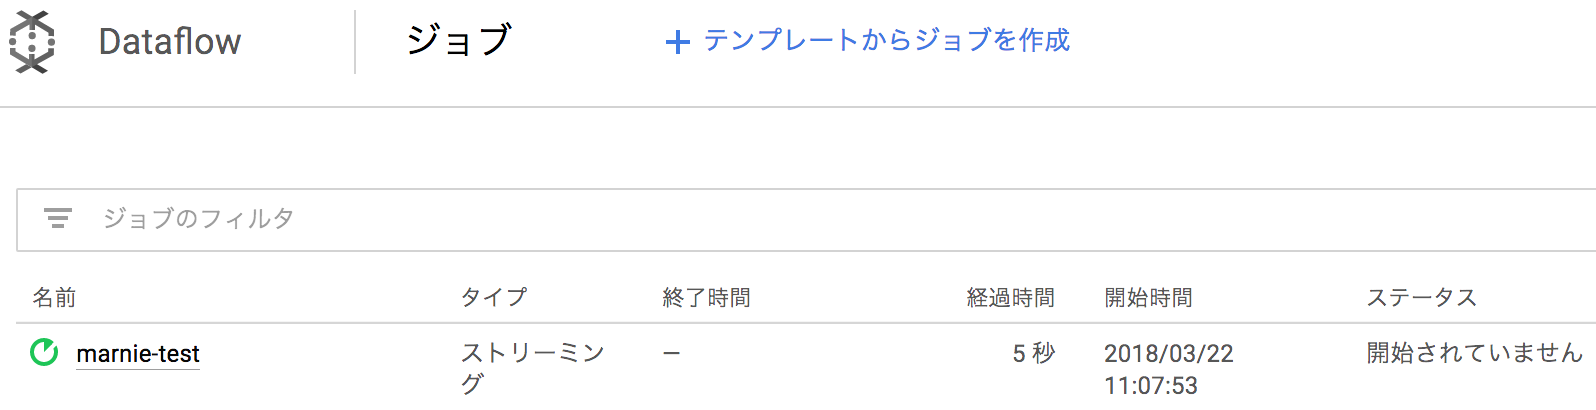 Dataflow ジョブ + テンプレートからジョブを作成
ジョブのフィルタ
名前 タイプ 終了時間 経過時間 開始時間 ステータス
marnie-test ストリーミン – 5 秒 2018/03/22 開始されていません
グ 11:07:53